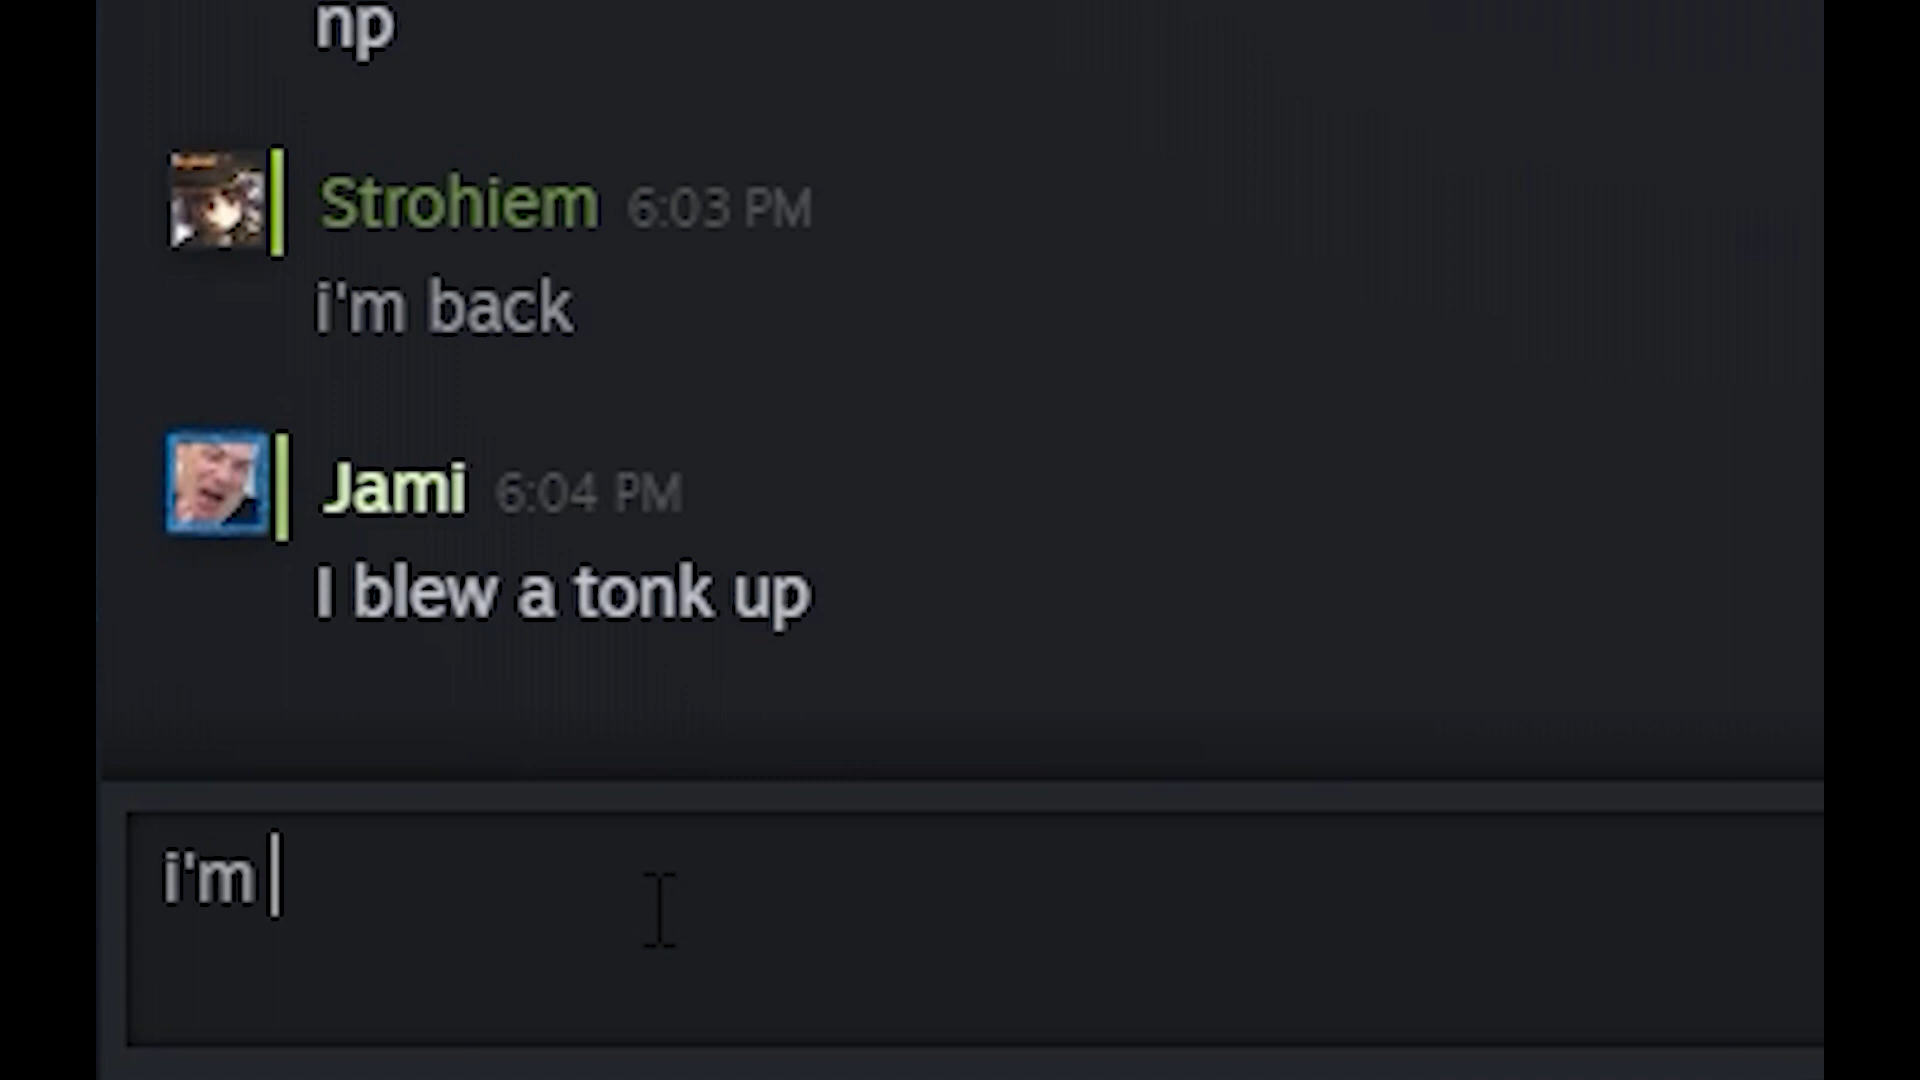 np
Strohiem 6:03 PM
i'm back
Jami 6:04 PM
I blew a tonk up
i'm